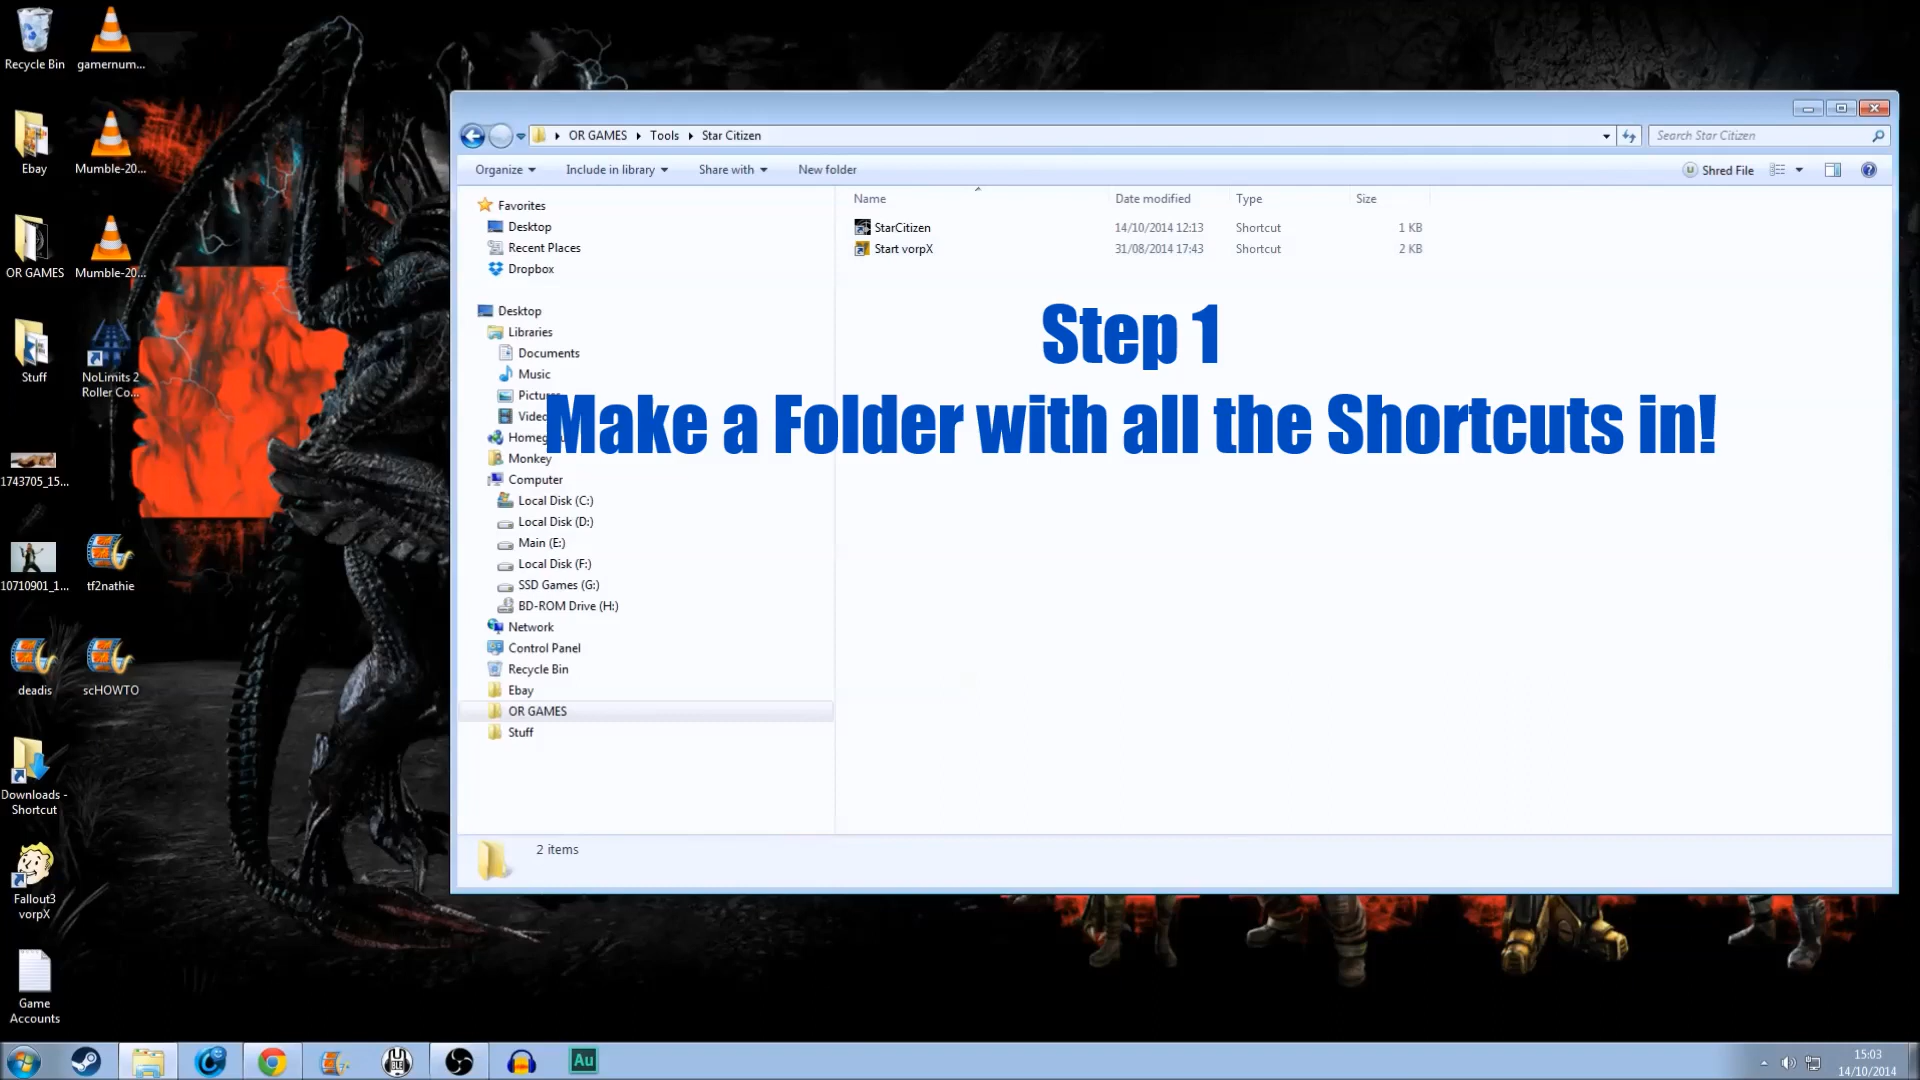 Recycle Bin
gamernum...
Ebay
Mumble-20...
OR GAMES
Mumble-20...
Stuff
NoLimits 2
Roller Co...
1743705_15...
10710901_1...
tf2nathie
deadis
scHOWTO
Downloads -
Shortcut
Fallout3
vorpX
Game
Accounts
OR GAMES Tools Star Citizen
Search Star Citizen
Organize Include in library Share with New folder Shred File
Favorites
Desktop
Recent Places
Dropbox
Desktop
Libraries
Documents
Music
Pictu
Video
Homeg
Monkey
Computer
Local Disk (C:)
Local Disk (D:)
Main (E:)
Local Disk (F:)
SSD Games (G:)
BD-ROM Drive (H:)
Network
Control Panel
Recycle Bin
Ebay
OR GAMES
Stuff
Name Date modified Type Size
StarCitizen 14/10/2014 12:13 Shortcut 1 KB
Start vorpX 31/08/2014 17:43 Shortcut 2 KB
Step 1
Make a Folder with all the Shortcuts in!
2 items
Au
15:03
14/10/2014